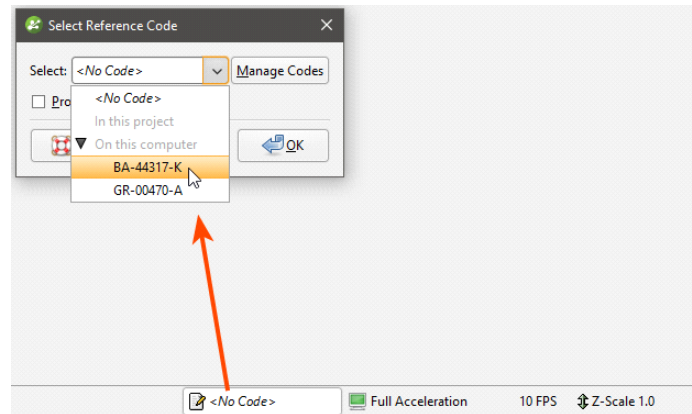 Select Reference Code
Select: <No Code> Manage Codes
Pro
<No Code>
In this project
On this computer
OK
BA-44317-K
GR-00470-A
<No Code> Full Acceleration 10 FPS Z-Scale 1.0